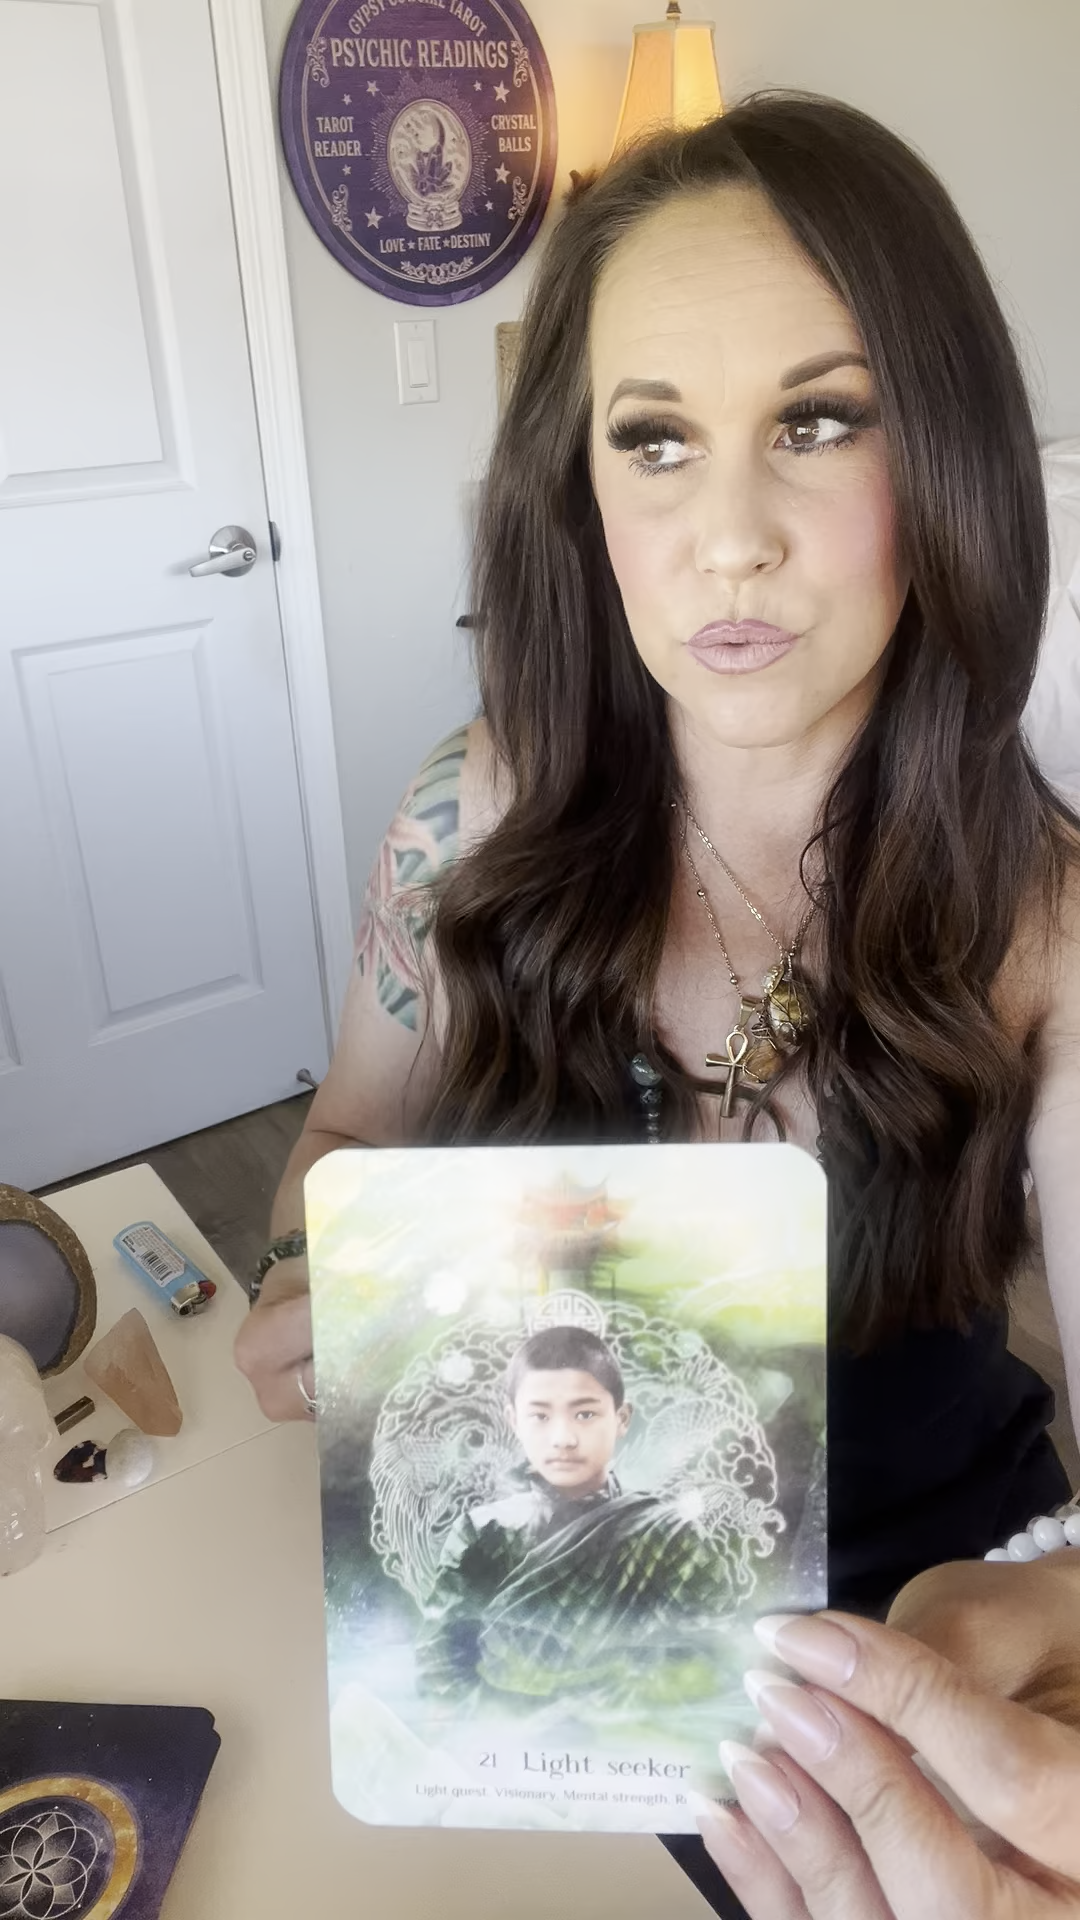 GYPSY COWGIRL TAROT
PSYCHIC READINGS
TAROT
READER
CRYSTAL
BALLS
LOVE ★ FATE ★ DESTINY
21 Light seeker
Light quest. Visionary. Mental strength.